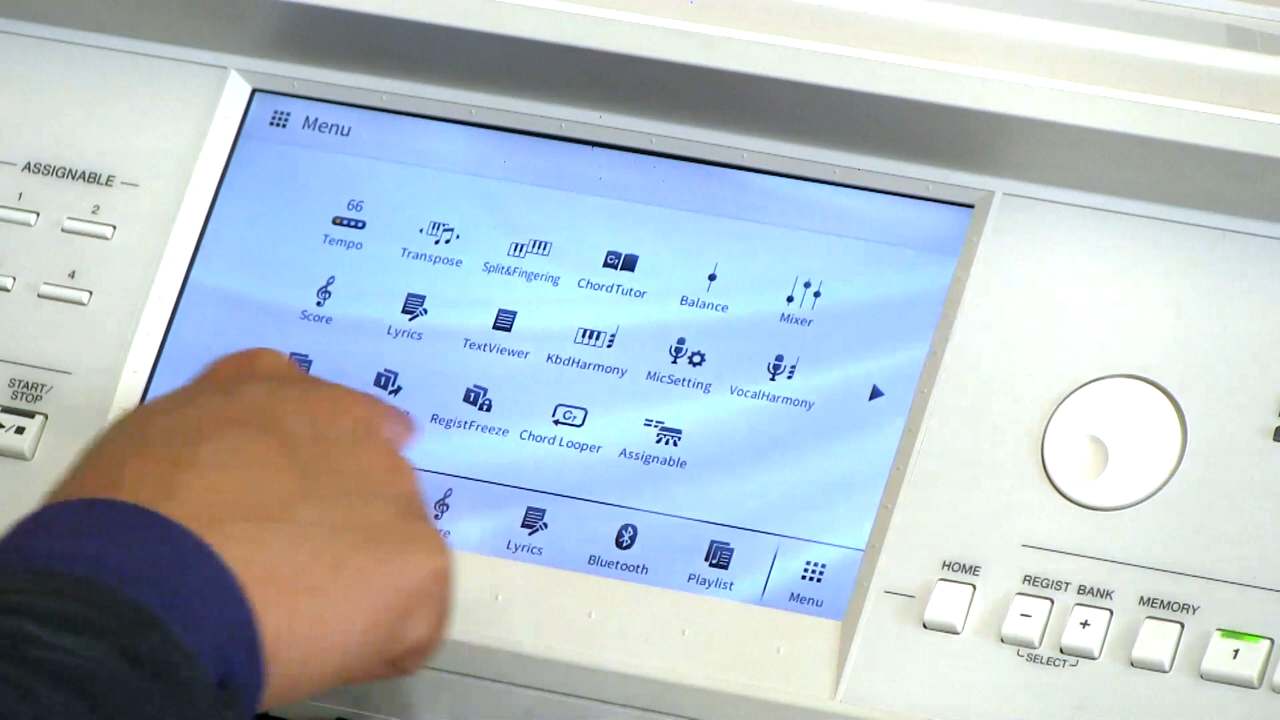 Menu
ASSIGNABLE
1
2
4
66
Tempo
Transpose
Split&Fingering
ChordTutor
Balance
Mixer
Score
Lyrics
TextViewer
KbdHarmony
MicSetting
VocalHarmony
RegistFreeze
Chord Looper
Assignable
START/
STOP
Lyrics
Bluetooth
Playlist
Menu
HOME
REGIST BANK
MEMORY
−
+
1
SELECT